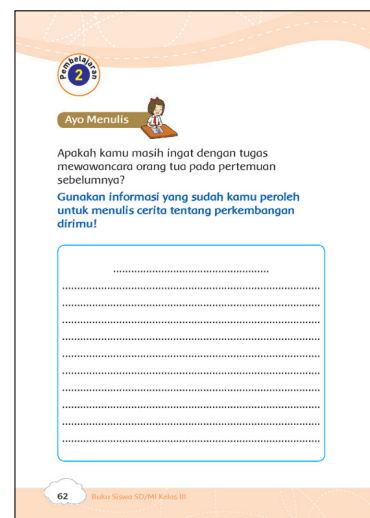 Pembelajaran
2
Ayo Menulis
Apakah kamu masih ingat dengan tugas
mewawancara orang tua pada pertemuan
sebelumnya?
Gunakan informasi yang sudah kamu peroleh
untuk menulis cerita tentang perkembangan
dirimu!
62
Buku Siswa SD/MI Kelas III